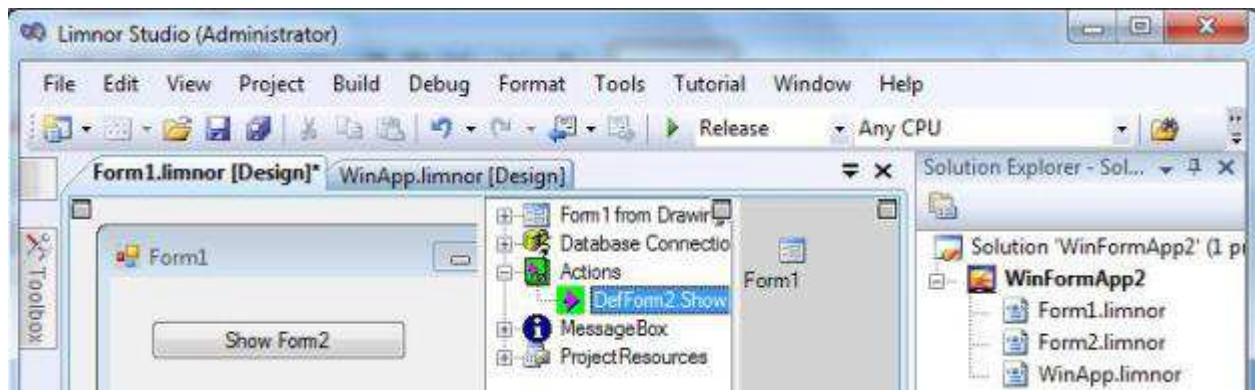 Limnor Studio (Administrator)
File Edit View Project Build Debug Format Tools Tutorial Window Help
Release Any CPU
Form1.limnor [Design]* WinApp.limnor [Design]
Solution Explorer - Sol...
Toolbox
Form1
Show Form2
Form1 from Drawin
Database Connectio
Actions
DefForm2.Show
MessageBox
ProjectResources
Form1
Solution 'WinFormApp2' (1 p
WinFormApp2
Form1.limnor
Form2.limnor
WinApp.limnor